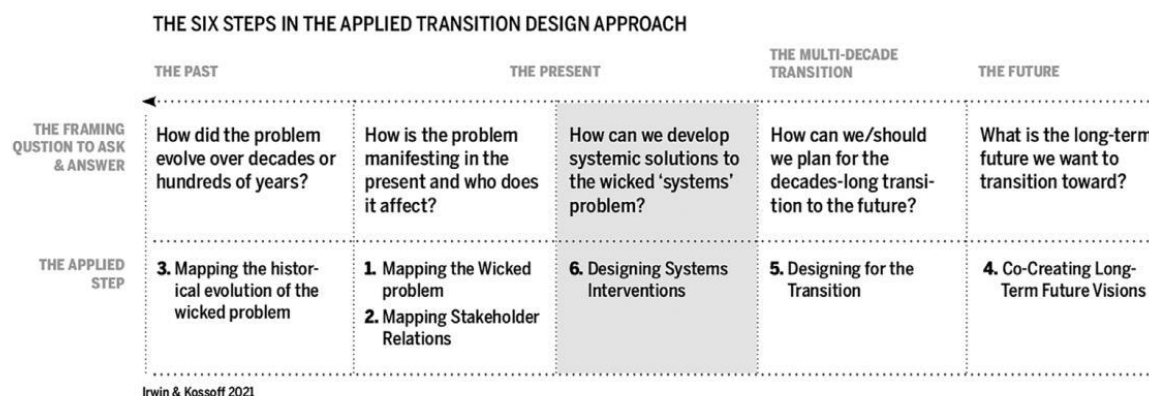 THE SIX STEPS IN THE APPLIED TRANSITION DESIGN APPROACH
THE PAST
THE PRESENT
THE MULTI-DECADE
TRANSITION
THE FUTURE
THE FRAMING
QUSTION TO ASK
& ANSWER
How did the problem
evolve over decades or
hundreds of years?
How is the problem
manifesting in the
present and who does
it affect?
How can we develop
systemic solutions to
the wicked ‘systems’
problem?
How can we/should
we plan for the
decades-long transi-
tion to the future?
What is the long-term
future we want to
transition toward?
THE APPLIED
STEP
3. Mapping the histor-
ical evolution of the
wicked problem
1. Mapping the Wicked
problem
2. Mapping Stakeholder
Relations
6. Designing Systems
Interventions
5. Designing for the
Transition
4. Co-Creating Long-
Term Future Visions
Irwin & Kossoff 2021